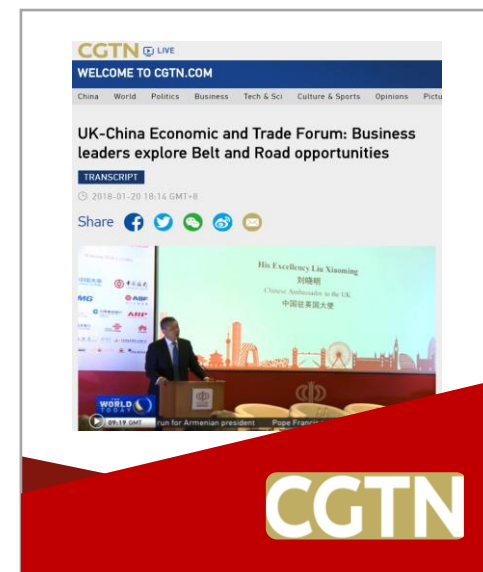 CGTN LIVE
WELCOME TO CGTN.COM
China World Politics Business Tech & Sci Culture & Sports Opinions Pictu
UK-China Economic and Trade Forum: Business
leaders explore Belt and Road opportunities
TRANSCRIPT
2018-01-20 18:14 GMT+8
Share
His Excellency Liu Xiaoming
刘晓明
Chinese Ambassador to the UK
中国驻英国大使
WORLD
TODAY
09:19 GMT run for Armenian president Pope Francis
CGTN